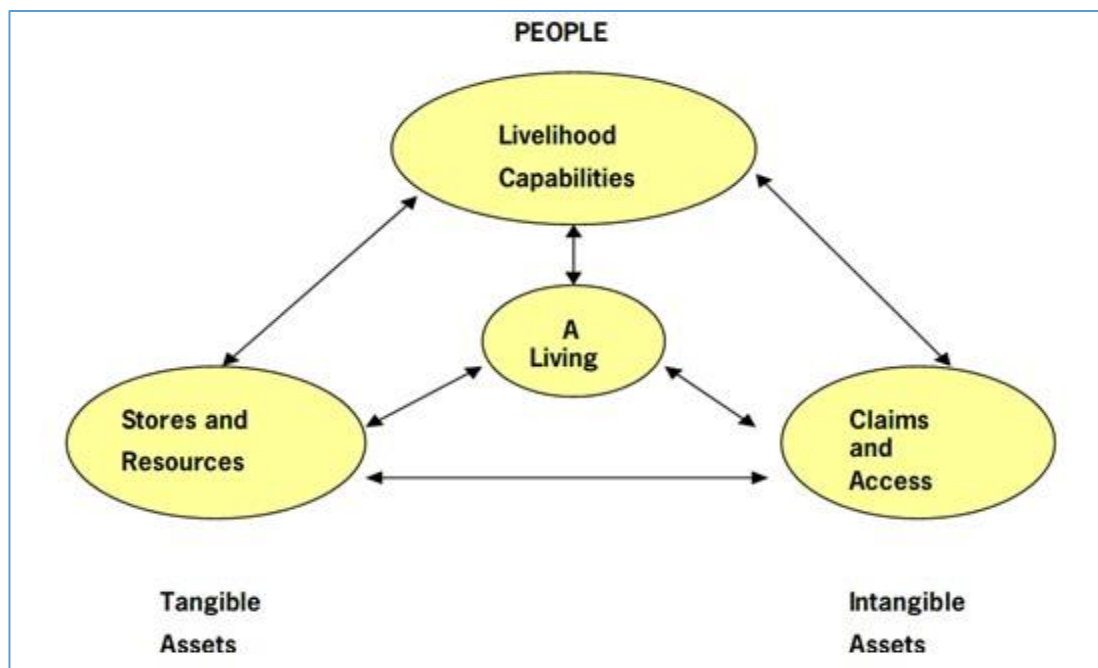 PEOPLE
Livelihood
Capabilities
A
Living
Stores and
Resources
Claims
and
Access
Tangible
Assets
Intangible
Assets